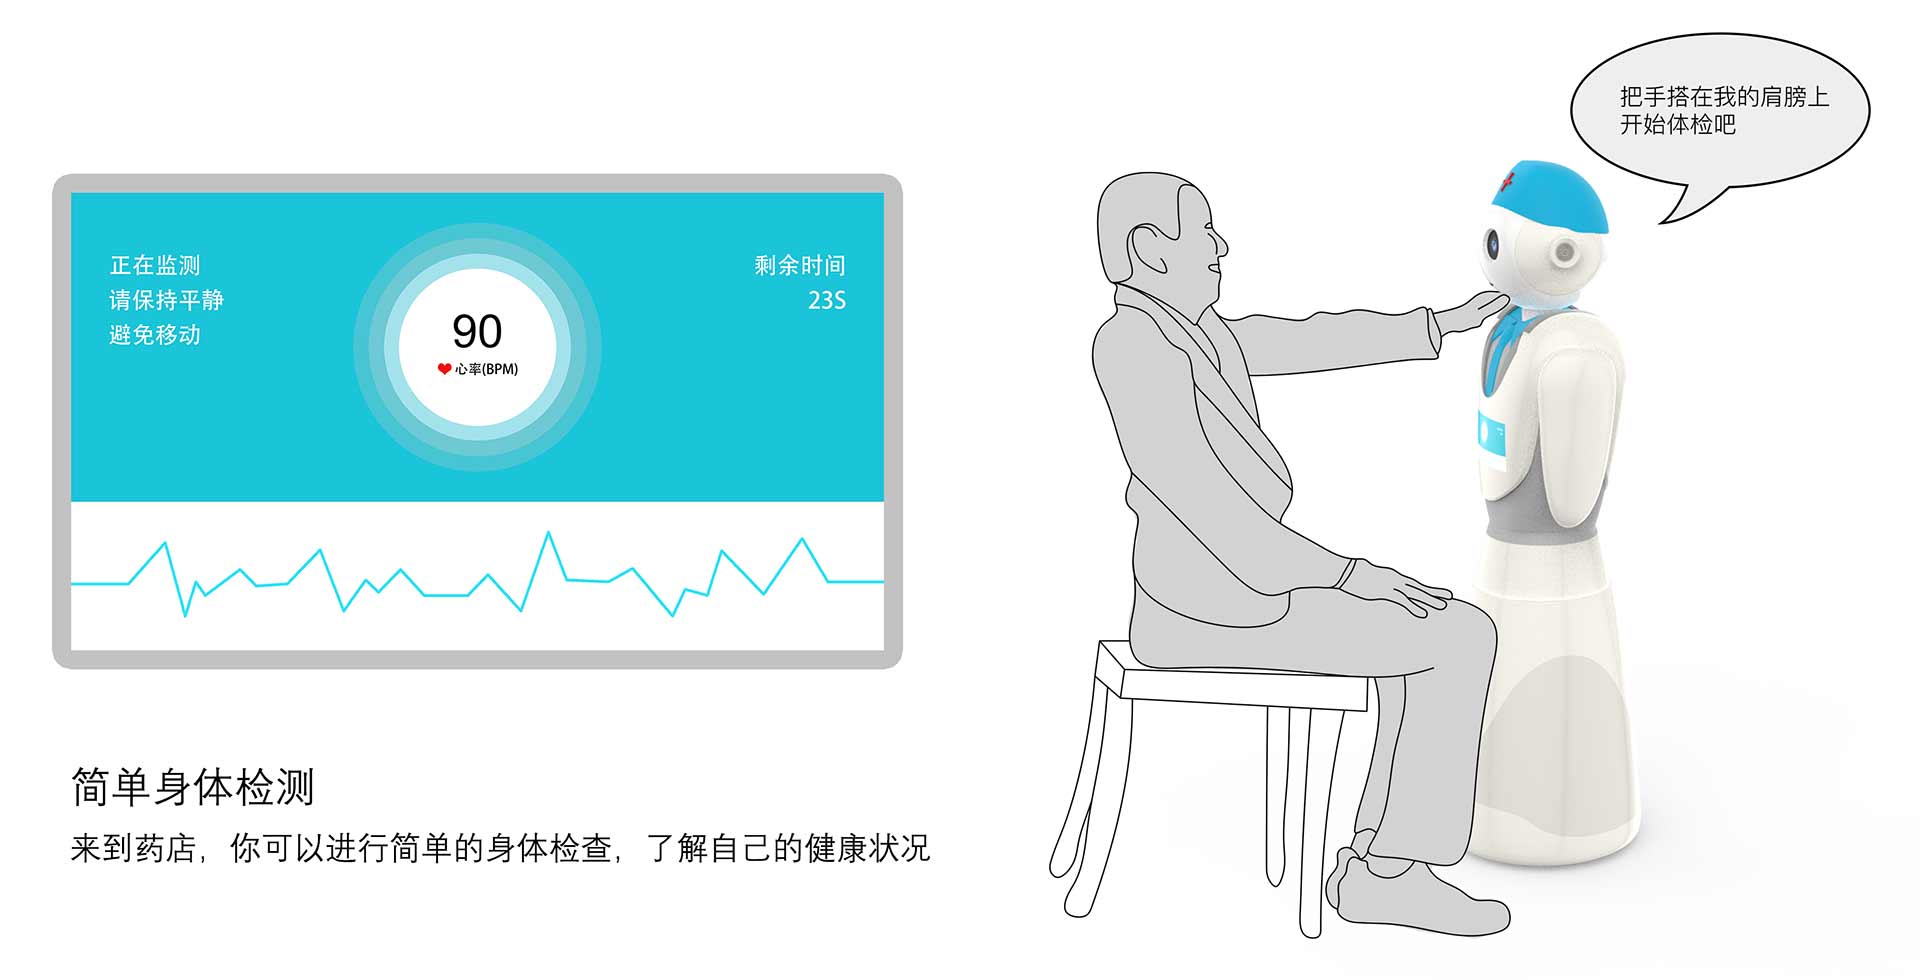 正在监测
请保持平静
避免移动
90
心率(BPM)
剩余时间
23S
简单身体检测
来到药店，你可以进行简单的身体检查，了解自己的健康状况
把手搭在我的肩膀上
开始体检吧